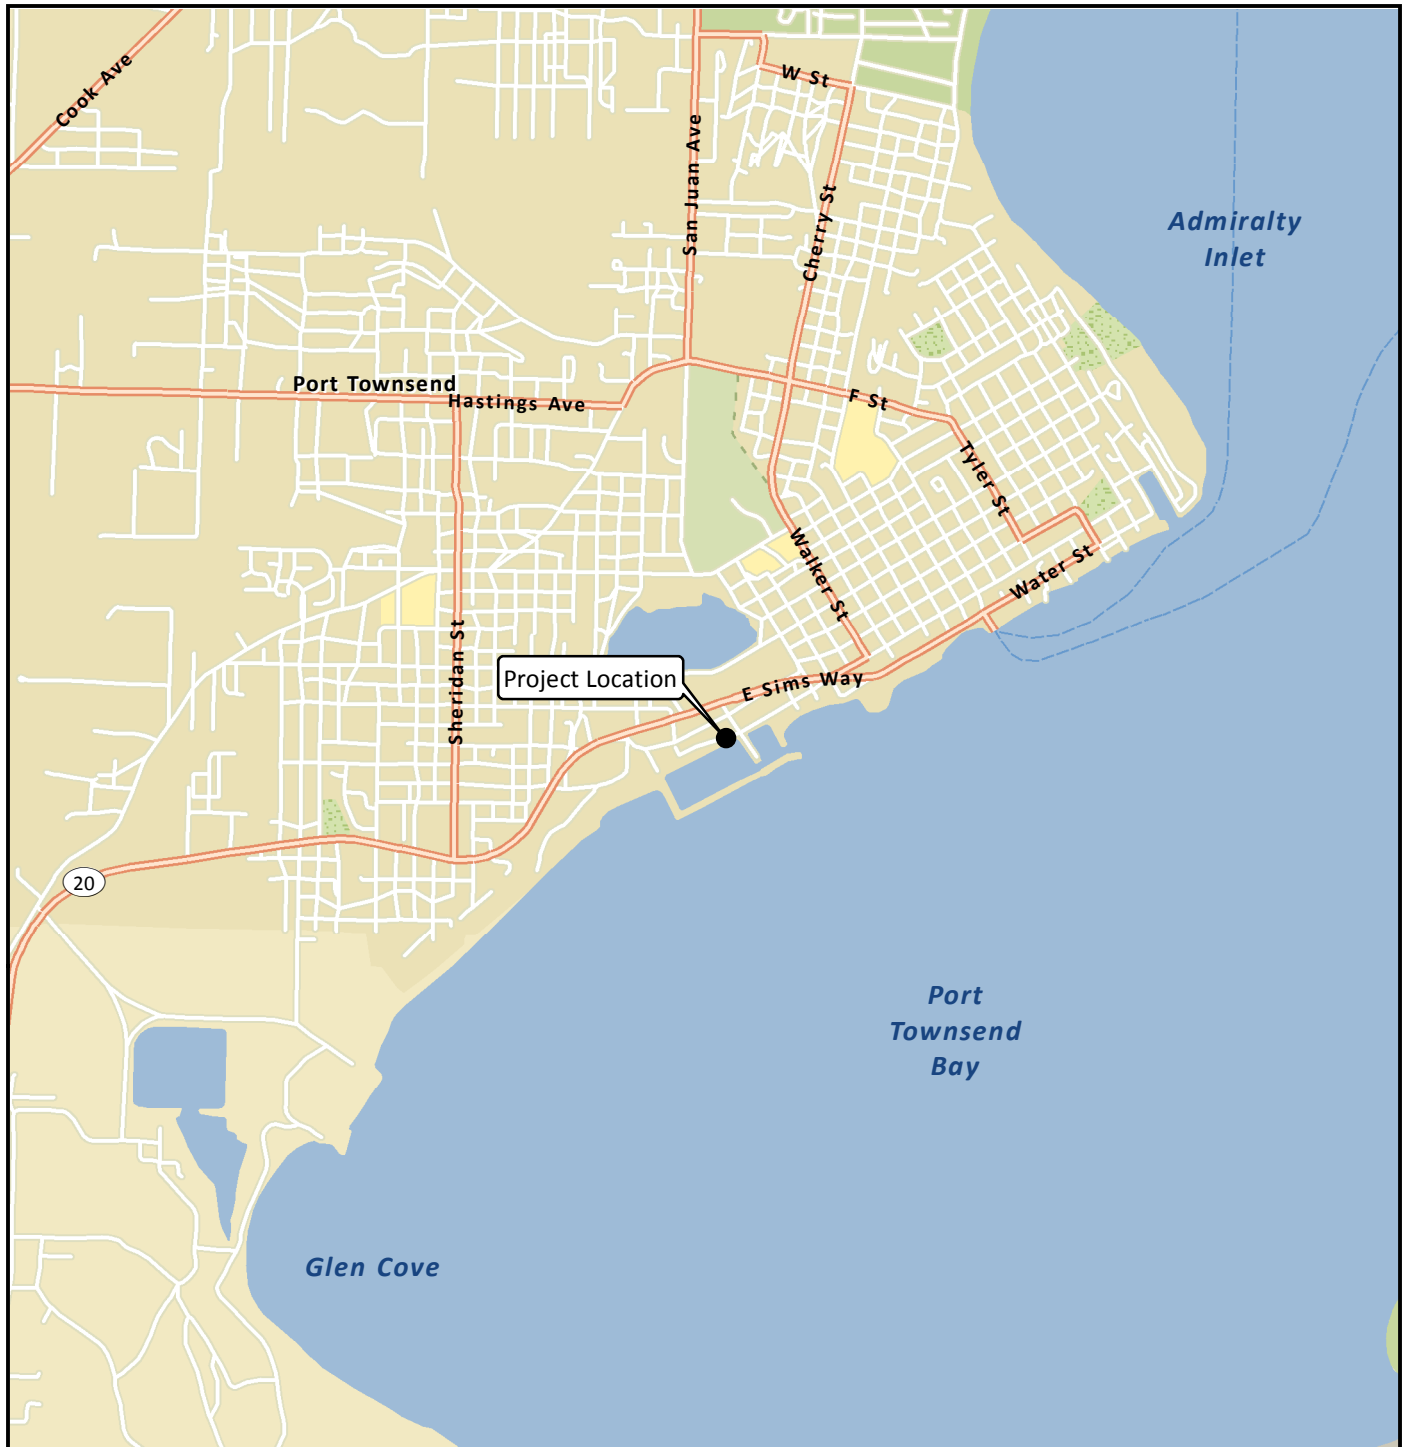 Cook Ave
W St
San Juan Ave
Cherry St
Admiralty
Inlet
Port Townsend
Hastings Ave
F St
Tyler St
Walker St
Water St
Sheridan St
Project Location
E Sims Way
20
Port
Townsend
Bay
Glen Cove